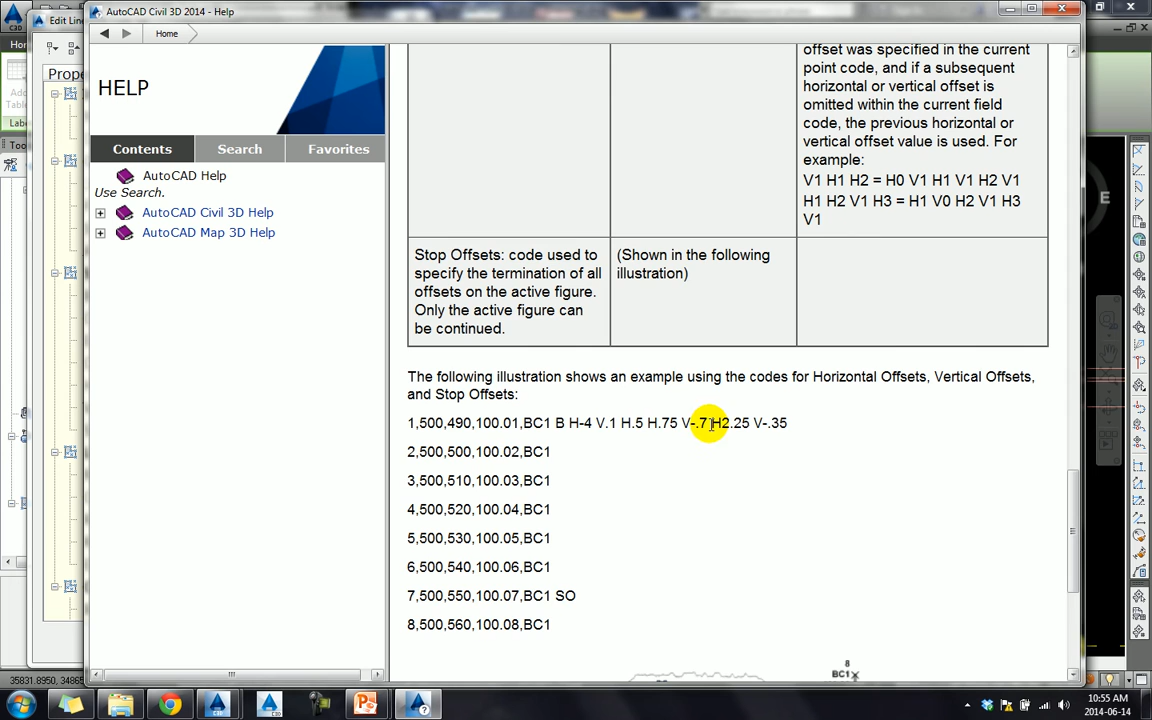 AutoCAD Civil 3D 2014 - Help
Edit Line
Home
HELP
Prope
Contents
Search
Favorites
AutoCAD Help
Use Search.
AutoCAD Civil 3D Help
AutoCAD Map 3D Help
offset was specified in the current
point code, and if a subsequent
horizontal or vertical offset is
omitted within the current field
code, the previous horizontal or
vertical offset value is used. For
example:
V1 H1 H2 = H0 V1 H1 V1 H2 V1
H1 H2 V1 H3 = H1 V0 H2 V1 H3
V1
Stop Offsets: code used to
specify the termination of all
offsets on the active figure.
Only the active figure can
be continued.
(Shown in the following
illustration)
The following illustration shows an example using the codes for Horizontal Offsets, Vertical Offsets,
and Stop Offsets:
1,500,490,100.01,BC1 B H-4 V.1 H.5 H.75 V-.7 H2.25 V-.35
2,500,500,100.02,BC1
3,500,510,100.03,BC1
4,500,520,100.04,BC1
5,500,530,100.05,BC1
6,500,540,100.06,BC1
7,500,550,100.07,BC1 SO
8,500,560,100.08,BC1
8
BC1
E
35831.8950, 34865
10:55 AM
2014-06-14